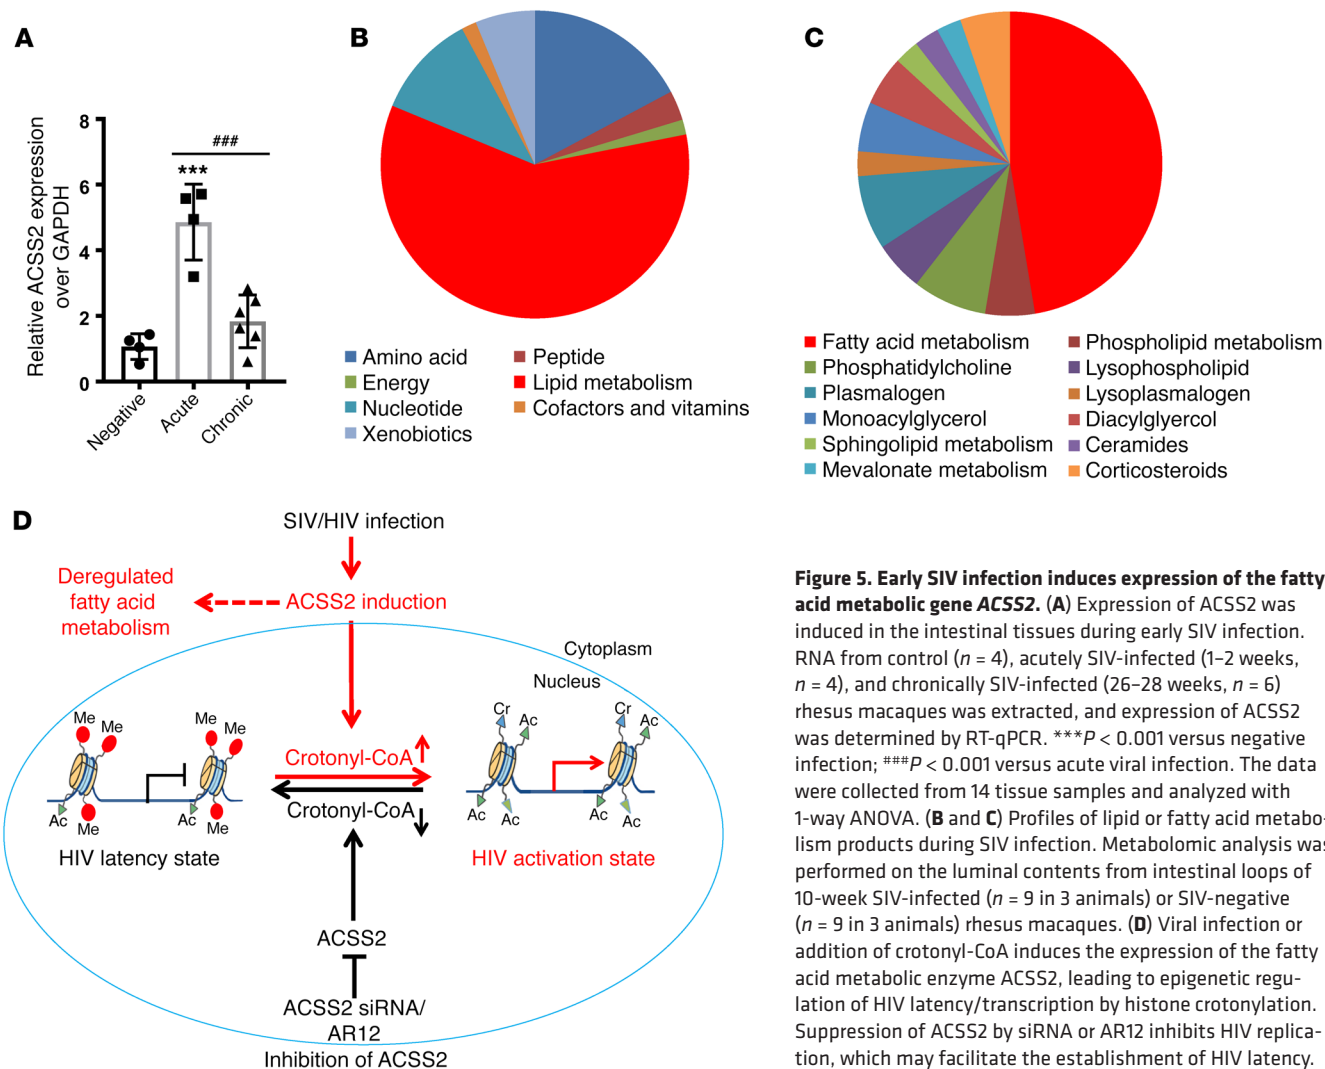 A
Relative ACSS2 expression
over GAPDH
8
6
4
2
0
###
***
Negative
Acute
Chronic
B
Amino acid
Peptide
Energy
Lipid metabolism
Nucleotide
Cofactors and vitamins
Xenobiotics
C
Fatty acid metabolism
Phospholipid metabolism
Phosphatidylcholine
Lysophospholipid
Plasmalogen
Lysoplasmalogen
Monoacylglycerol
Diacylglyercol
Sphingolipid metabolism
Ceramides
Mevalonate metabolism
Corticosteroids
D
SIV/HIV infection
Deregulated
fatty acid
metabolism
ACSS2 induction
Cytoplasm
Nucleus
Me
Me
Me
Me
Ac
Me
Ac
Me
HIV latency state
Crotonyl-CoA
Crotonyl-CoA
Cr
Ac
Cr
Ac
Ac
Ac
Ac
Ac
HIV activation state
ACSS2
ACSS2 siRNA/
AR12
Inhibition of ACSS2
Figure 5. Early SIV infection induces expression of the fatty
acid metabolic gene ACSS2. (A) Expression of ACSS2 was
induced in the intestinal tissues during early SIV infection.
RNA from control (n = 4), acutely SIV-infected (1–2 weeks,
n = 4), and chronically SIV-infected (26–28 weeks, n = 6)
rhesus macaques was extracted, and expression of ACSS2
was determined by RT-qPCR. ***P < 0.001 versus negative
infection; ###P < 0.001 versus acute viral infection. The data
were collected from 14 tissue samples and analyzed with
1-way ANOVA. (B and C) Profiles of lipid or fatty acid metabo-
lism products during SIV infection. Metabolomic analysis was
performed on the luminal contents from intestinal loops of
10-week SIV-infected (n = 9 in 3 animals) or SIV-negative
(n = 9 in 3 animals) rhesus macaques. (D) Viral infection or
addition of crotonyl-CoA induces the expression of the fatty
acid metabolic enzyme ACSS2, leading to epigenetic regu-
lation of HIV latency/transcription by histone crotonylation.
Suppression of ACSS2 by siRNA or AR12 inhibits HIV replica-
tion, which may facilitate the establishment of HIV latency.